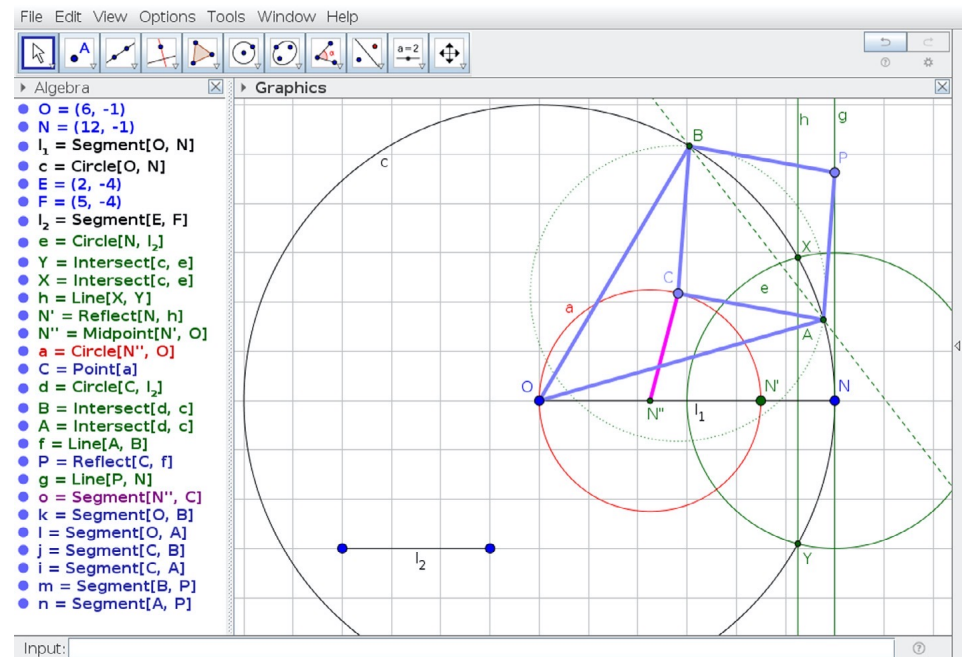 File Edit View Options Tools Window Help
A
a=2
Algebra
Graphics
O = (6, -1)
N = (12, -1)
l₁ = Segment[O, N]
c = Circle[O, N]
E = (2, -4)
F = (5, -4)
l₂ = Segment[E, F]
e = Circle[N, l₂]
Y = Intersect[c, e]
X = Intersect[c, e]
h = Line[X, Y]
N' = Reflect[N, h]
N'' = Midpoint[N', O]
a = Circle[N'', O]
C = Point[a]
d = Circle[C, l₂]
B = Intersect[d, c]
A = Intersect[d, c]
f = Line[A, B]
P = Reflect[C, f]
g = Line[P, N]
o = Segment[N'', C]
k = Segment[O, B]
l = Segment[O, A]
j = Segment[C, B]
i = Segment[C, A]
m = Segment[B, P]
n = Segment[A, P]
h
g
B
c
P
X
C
e
a
A
O
N'
N
N''
l₁
Y
l₂
Input: